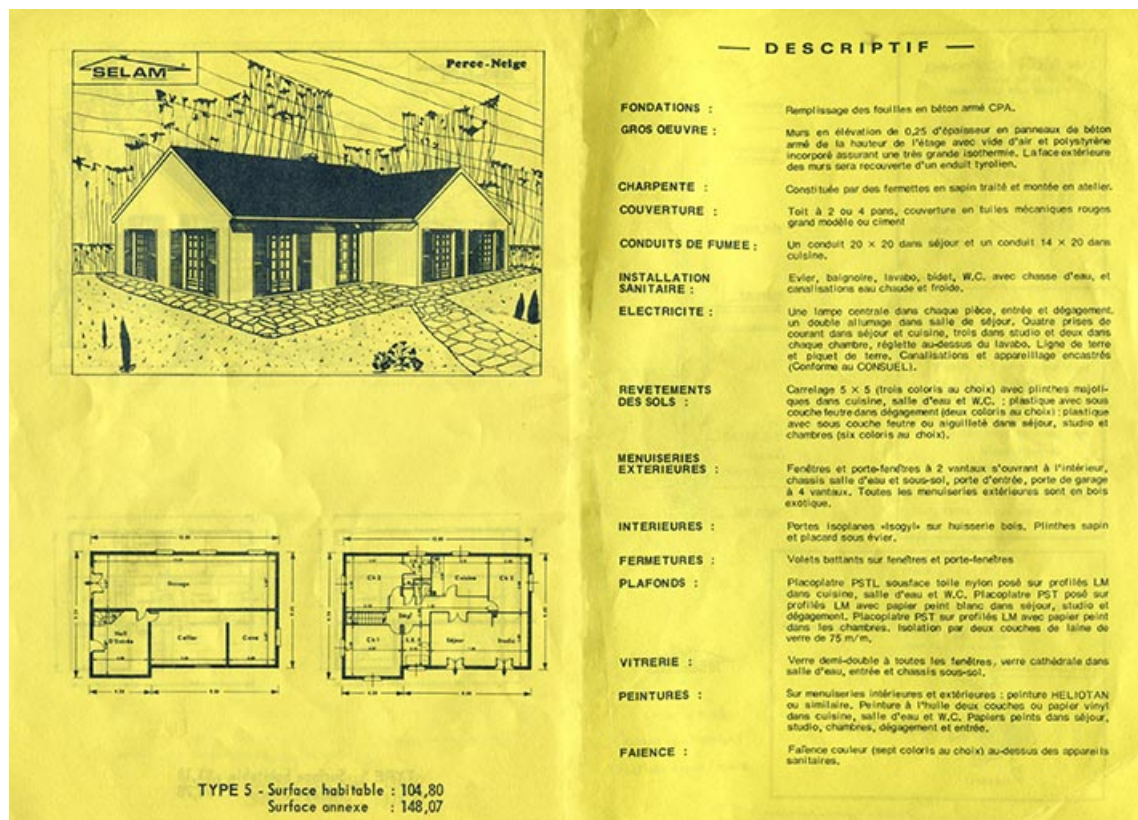 SELAM
Perce-Neige
Ch 2
Cuisine
Ch 3
Garage
Hall
D'Entrée
Cellier
Cave
Ch 1
Dégt
S.E.
Séjour
Studio
TYPE 5 - Surface habitable : 104,80
Surface annexe : 148,07
— DESCRIPTIF —
FONDATIONS :
Remplissage des fouilles en béton armé CPA.
GROS OEUVRE :
Murs en élévation de 0,25 d'épaisseur en panneaux de béton
armé de la hauteur de l'étage avec vide d'air et polystyrène
incorporé assurant une très grande isothermie. La face extérieure
des murs sera recouverte d'un enduit tyrolien.
CHARPENTE :
Constituée par des fermettes en sapin traité et montée en atelier.
COUVERTURE :
Toit à 2 ou 4 pans, couverture en tuiles mécaniques rouges
grand modèle ou ciment
CONDUITS DE FUMEE :
Un conduit 20 × 20 dans séjour et un conduit 14 × 20 dans
cuisine.
INSTALLATION
SANITAIRE :
Evier, baignoire, lavabo, bidet, W.C. avec chasse d'eau, et
canalisations eau chaude et froide.
ELECTRICITE :
Une lampe centrale dans chaque pièce, entrée et dégagement,
un double allumage dans salle de séjour. Quatre prises de
courant dans séjour et cuisine, trois dans studio et deux dans
chaque chambre, réglette au-dessus du lavabo. Ligne de terre
et piquet de terre. Canalisations et appareillage encastrés
(Conforme au CONSUEL).
REVETEMENTS
DES SOLS :
Carrelage 5 × 5 (trois coloris au choix) avec plinthes majoli-
ques dans cuisine, salle d'eau et W.C. ; plastique avec sous
couche feutre dans dégagement (deux coloris au choix) ; plastique
avec sous couche feutre ou aiguilleté dans séjour, studio et
chambres (six coloris au choix).
MENUISERIES
EXTERIEURES :
Fenêtres et porte-fenêtres à 2 vantaux s'ouvrant à l'intérieur,
chassis salle d'eau et sous-sol, porte d'entrée, porte de garage
à 4 vantaux. Toutes les menuiseries extérieures sont en bois
exotique.
INTERIEURES :
Portes Isoplanes «Isogyl» sur huisserie bois. Plinthes sapin
et placard sous évier.
FERMETURES :
Volets battants sur fenêtres et porte-fenêtres
PLAFONDS :
Placoplatre PSTL sousface toile nylon posé sur profilés LM
dans cuisine, salle d'eau et W.C. Placoplatre PST posé sur
profilés LM avec papier peint blanc dans séjour, studio et
dégagement. Placoplatre PST sur profilés LM avec papier peint
dans les chambres. Isolation par deux couches de laine de
verre de 75 m/m.
VITRERIE :
Verre demi-double à toutes les fenêtres, verre cathédrale dans
salle d'eau, entrée et chassis sous-sol.
PEINTURES :
Sur menuiseries intérieures et extérieures : peinture HELIOTAN
ou similaire. Peinture à l'huile deux couches ou papier vinyl
dans cuisine, salle d'eau et W.C. Papiers peints dans séjour,
studio, chambres, dégagement et entrée.
FAIENCE :
Faïence couleur (sept coloris au choix) au-dessus des appareils
sanitaires.